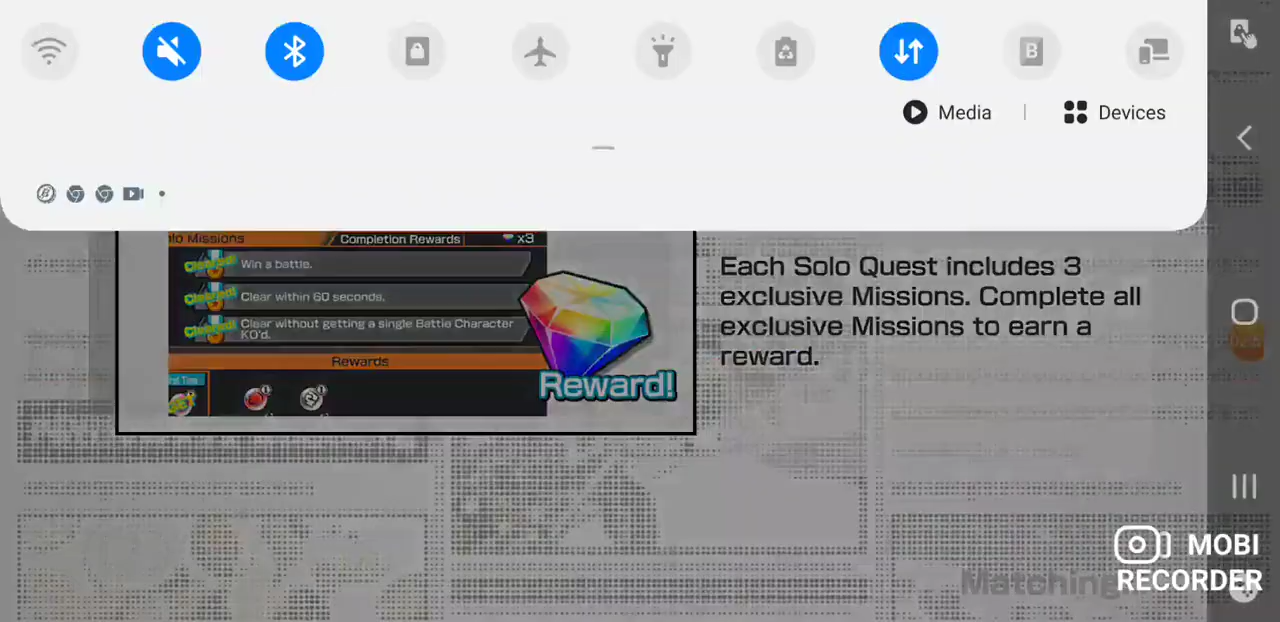 Media
Devices
lo Missions
Completion Rewards
x3
Cleared!
Win a battle.
Cleared!
Clear within 60 seconds.
Cleared!
Clear without getting a single Battle Character
KO'd.
Rewards
Reward!
Each Solo Quest includes 3
exclusive Missions. Complete all
exclusive Missions to earn a
reward.
Matching
MOBI
RECORDER